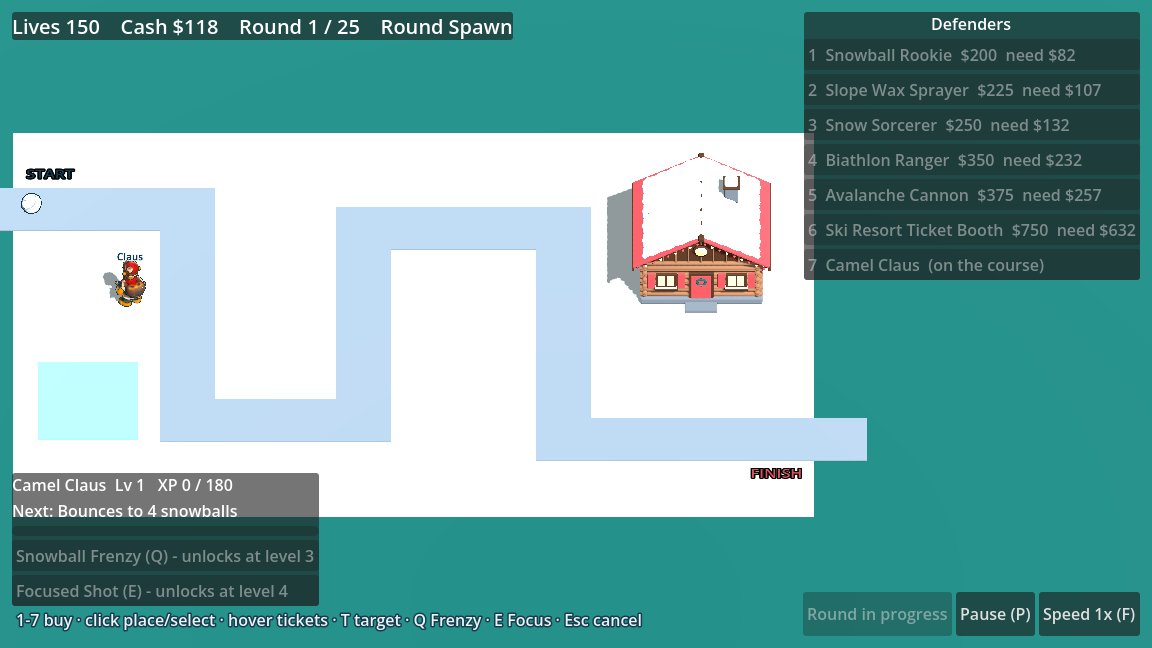 Lives 150 Cash $118 Round 1 / 25 Round Spawn
Defenders
1 Snowball Rookie $200 need $82
2 Slope Wax Sprayer $225 need $107
3 Snow Sorcerer $250 need $132
4 Biathlon Ranger $350 need $232
5 Avalanche Cannon $375 need $257
6 Ski Resort Ticket Booth $750 need $632
7 Camel Claus (on the course)
START
Claus
FINISH
Camel Claus Lv 1 XP 0 / 180
Next: Bounces to 4 snowballs
Snowball Frenzy (Q) - unlocks at level 3
Focused Shot (E) - unlocks at level 4
1-7 buy · click place/select · hover tickets · T target · Q Frenzy · E Focus · Esc cancel
Round in progress
Pause (P)
Speed 1x (F)